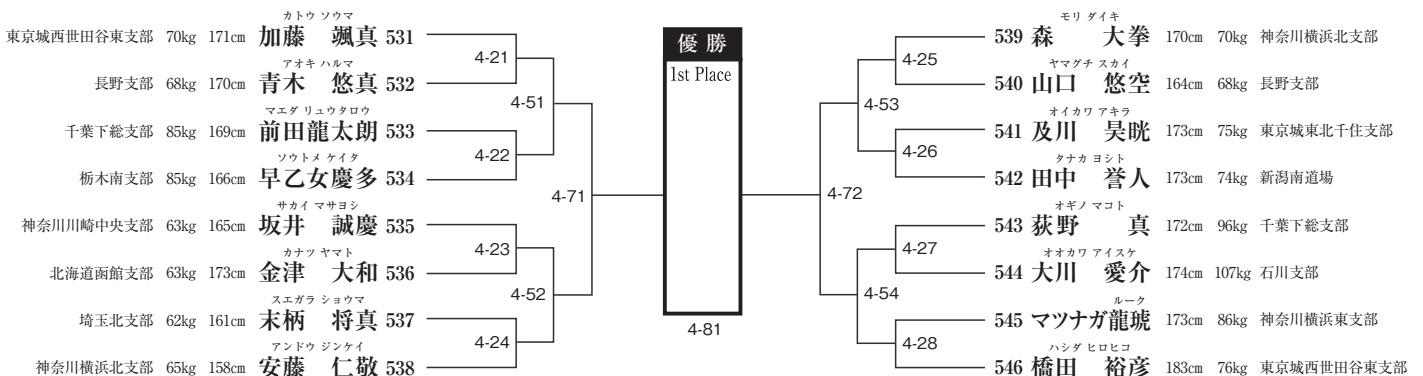 カトウ ソウマ
東京城西世田谷東支部 70kg 171cm 加藤 颯真 531
アオキ ハルマ
長野支部 68kg 170cm 青木 悠真 532
マエダ リュウタロウ
千葉下総支部 85kg 169cm 前田龍太朗 533
ソウトメ ケイタ
栃木南支部 85kg 166cm 早乙女慶多 534
サカイ マサヨシ
神奈川川崎中央支部 63kg 165cm 坂井 誠慶 535
カナツ ヤマト
北海道函館支部 63kg 173cm 金津 大和 536
スエガラ ショウマ
埼玉北支部 62kg 161cm 末柄 将真 537
アンドウ ジンケイ
神奈川横浜北支部 65kg 158cm 安藤 仁敬 538
4-21
4-22
4-23
4-24
4-51
4-52
4-71
優勝
1st Place
4-81
4-72
4-53
4-54
4-25
4-26
4-27
4-28
モリ ダイキ
539 森 大拳 170cm 70kg 神奈川横浜北支部
ヤマグチ スカイ
540 山口 悠空 164cm 68kg 長野支部
オイカワ アキラ
541 及川 昊晄 173cm 75kg 東京城東北千住支部
タナカ ヨシト
542 田中 誉人 173cm 74kg 新潟南道場
オギノ マコト
543 荻野 真 172cm 96kg 千葉下総支部
オオカワ アイスケ
544 大川 愛介 174cm 107kg 石川支部
ルーク
545 マツナガ龍琥 173cm 86kg 神奈川横浜東支部
ハシダ ヒロヒコ
546 橋田 裕彦 183cm 76kg 東京城西世田谷東支部